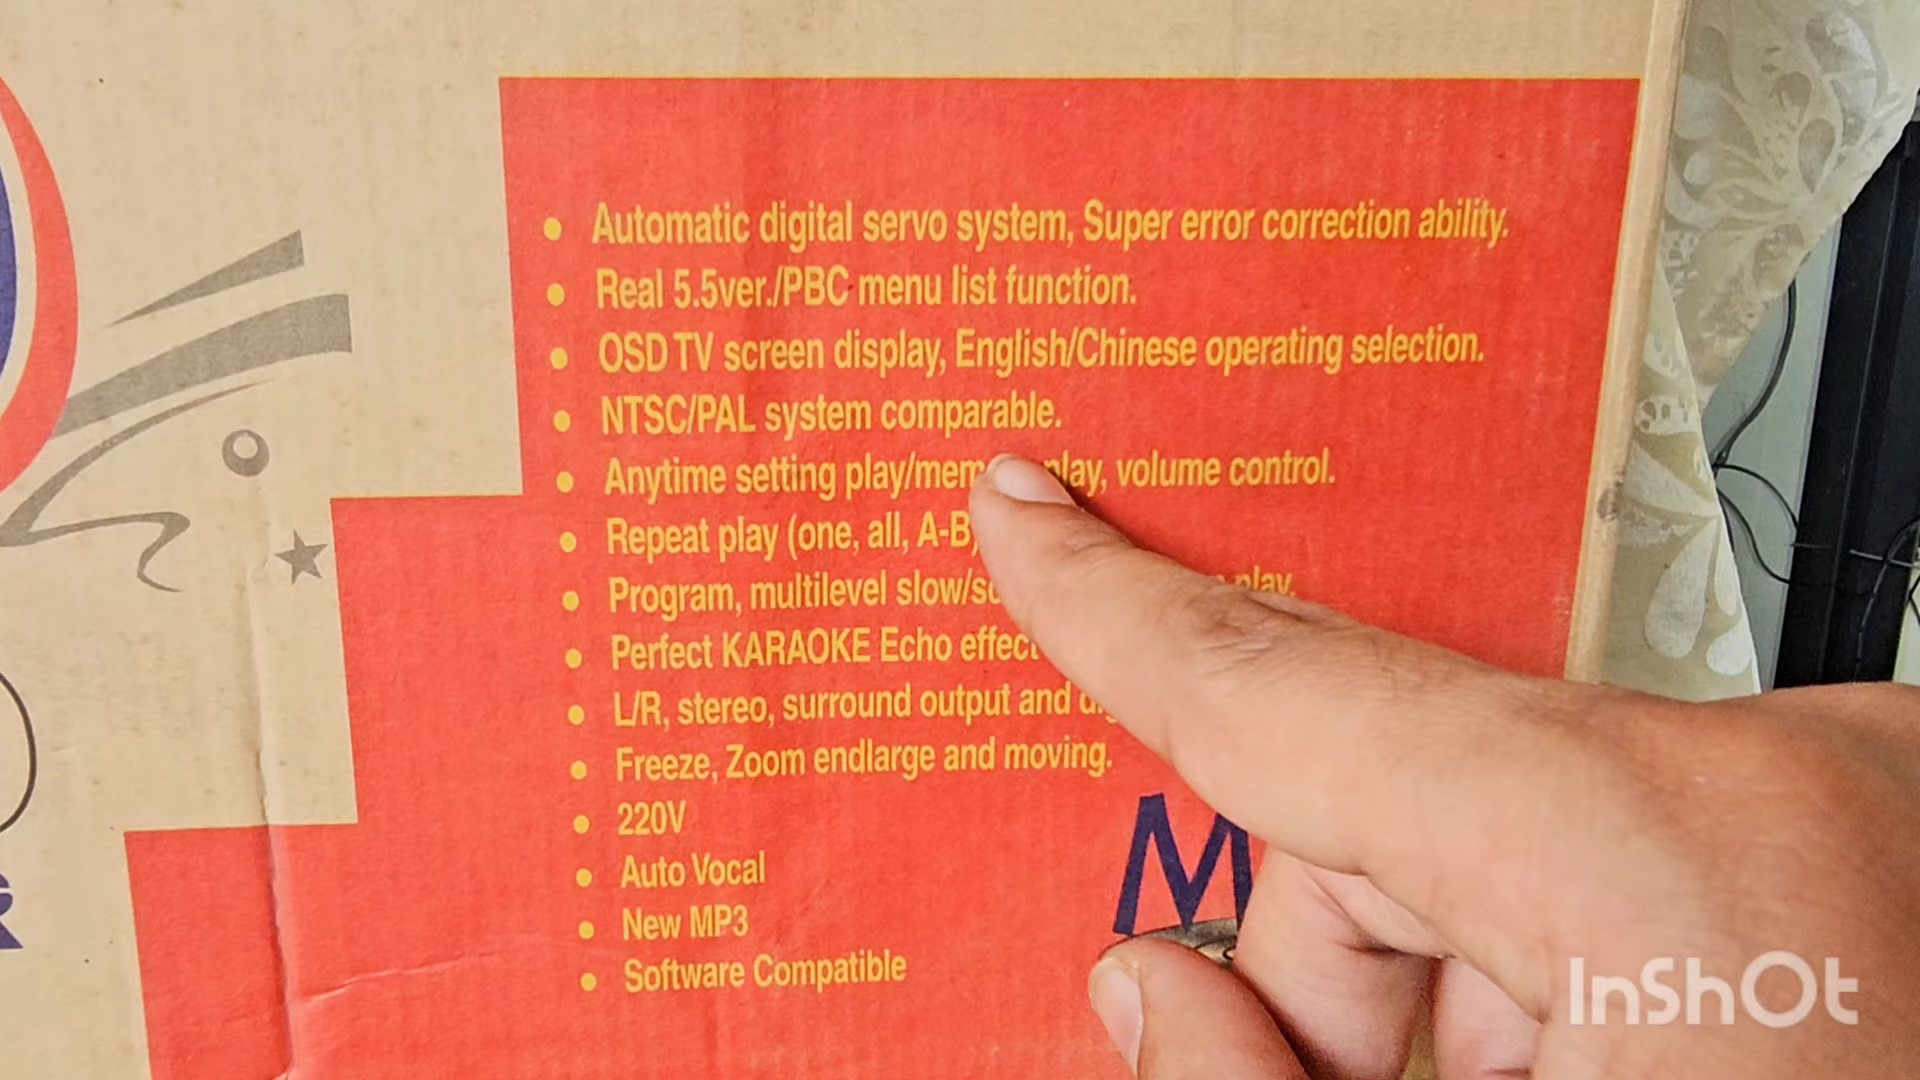 Automatic digital servo system, Super error correction ability.
Real 5.5ver./PBC menu list function.
OSD TV screen display, English/Chinese operating selection.
NTSC/PAL system comparable.
Anytime setting play/ play, volume control.
Repeat play (one, all, A-B)
Program, multilevel play.
Perfect KARAOKE Echo effect
L/R, stereo, surround output and
Freeze, Zoom endlarge and moving.
220V
Auto Vocal
New MP3
Software Compatible
M
InShOt